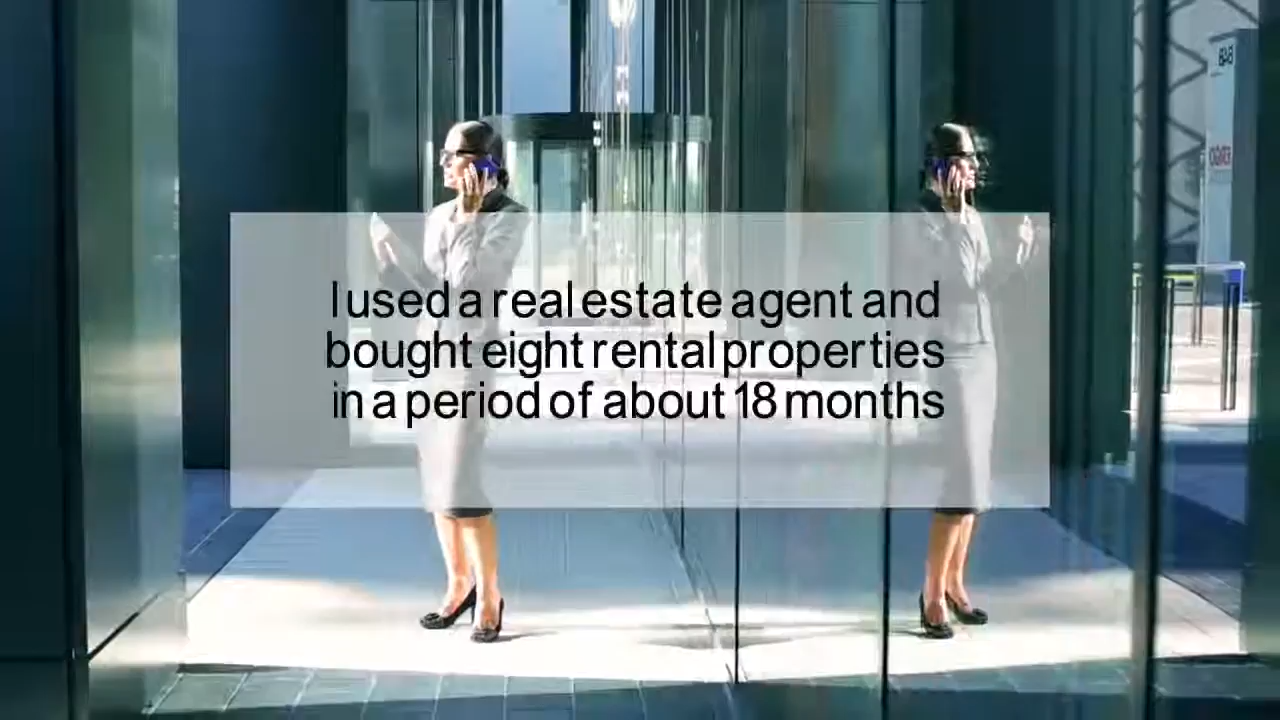 I used a real estate agent and
bought eight rental properties
in a period of about 18 months